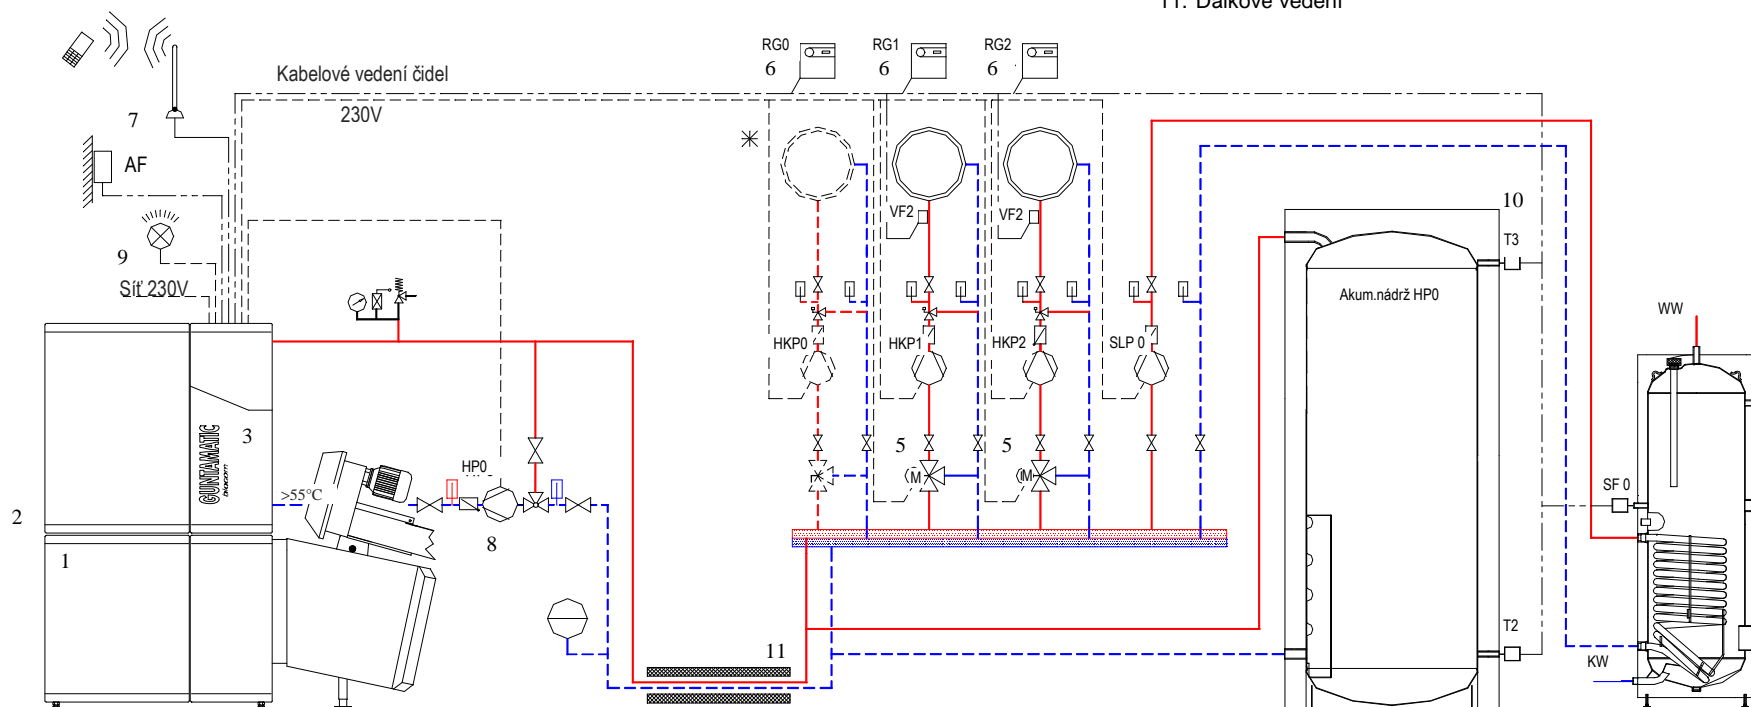 11. Dálkové vedení
RG0
6
RG1
6
RG2
6
Kabelové vedení čidel
230V
7
AF
9
Síť 230V
10
VF2
VF2
T3
Akum.nádrž HP0
WW
HKP0
HKP1
HKP2
SLP 0
3
GUNTAMATIC
biocom
5
5
M
M
HP0
>55°C
SF 0
2
8
1
11
T2
KW